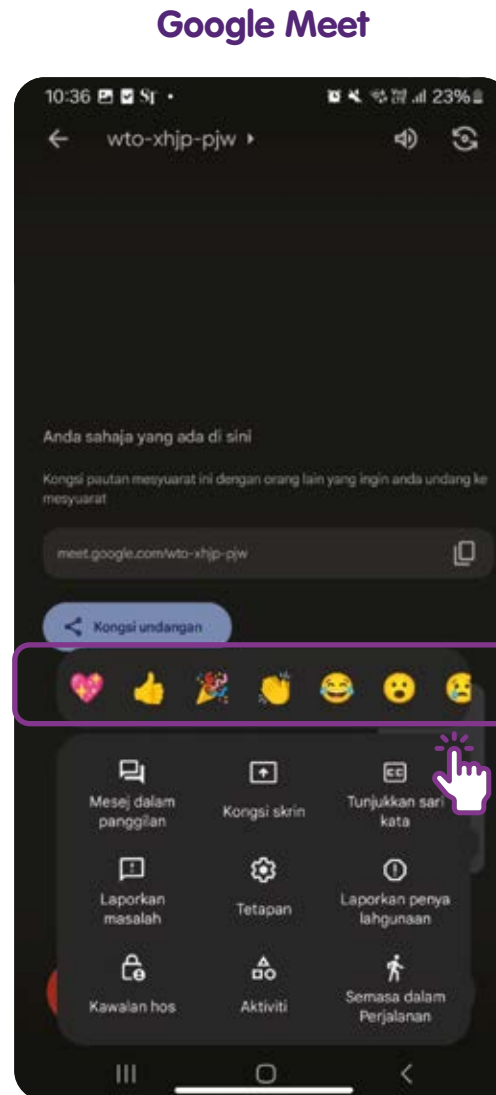 Google Meet
10:36 Sr •
23%
wto-xhjp-pjw
Anda sahaja yang ada di sini
Kongsi pautan mesyuarat ini dengan orang lain yang ingin anda undang ke
mesyuarat
meet.google.com/wto-xhjp-pjw
Kongsi undangan
Mesej dalam
panggilan
Kongsi skrin
CC
Tunjukkan sari
kata
Laporkan
masalah
Tetapan
Laporkan penya
lahgunaan
Kawalan hos
Aktiviti
Semasa dalam
Perjalanan